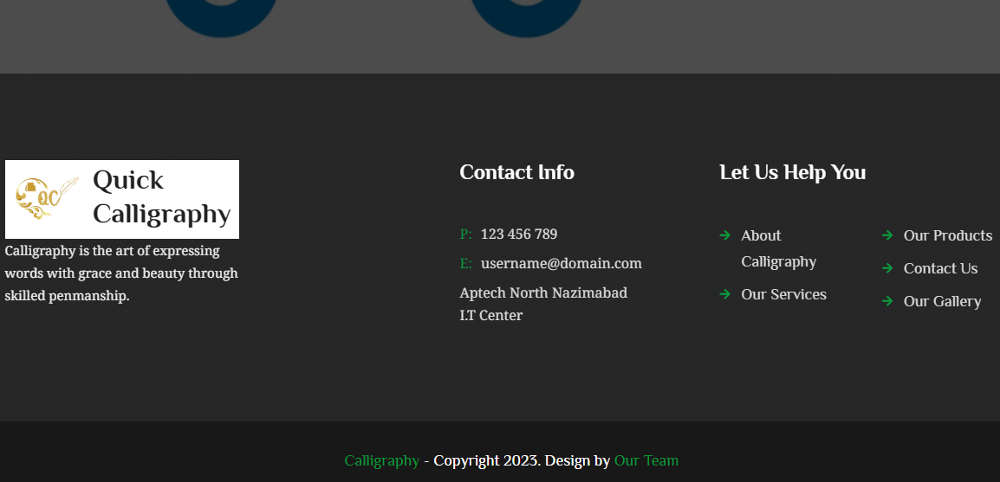 QC
Quick
Calligraphy
Calligraphy is the art of expressing
words with grace and beauty through
skilled penmanship.
Contact Info
P: 123 456 789
E: username@domain.com
Aptech North Nazimabad
I.T Center
Let Us Help You
About
Calligraphy
Our Services
Our Products
Contact Us
Our Gallery
Calligraphy - Copyright 2023. Design by Our Team